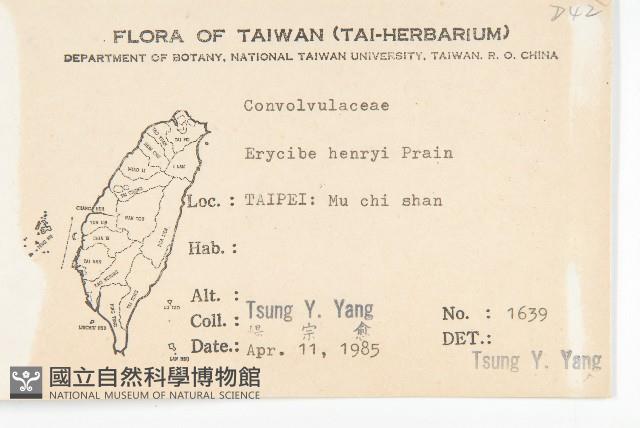 D42
FLORA OF TAIWAN (TAI-HERBARIUM)
DEPARTMENT OF BOTANY, NATIONAL TAIWAN UNIVERSITY, TAIWAN. R. O. CHINA
Convolvulaceae
Erycibe henryi Prain
Loc. : TAIPEI: Mu chi shan
Hab. :
Alt. :
Coll. : Tsung Y. Yang
宗 愈
No. : 1639
Date.: Apr. 11, 1985
DET.:
Tsung Y. Yang
國立自然科學博物館
NATIONAL MUSEUM OF NATURAL SCIENCE